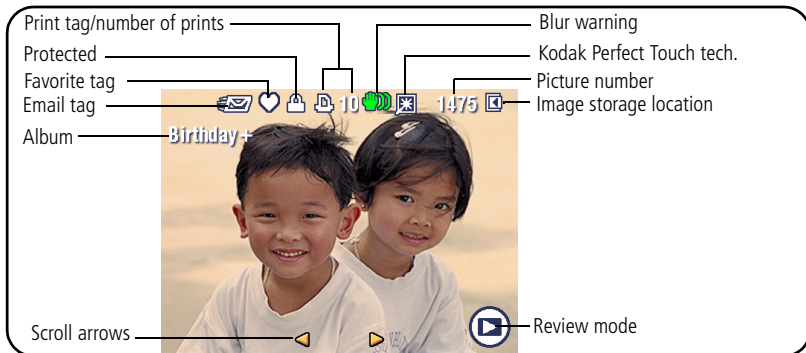 Print tag/number of prints
Protected
Favorite tag
Email tag
Album
Scroll arrows
Blur warning
Kodak Perfect Touch tech.
Picture number
Image storage location
Review mode
10 1475
Birthday+